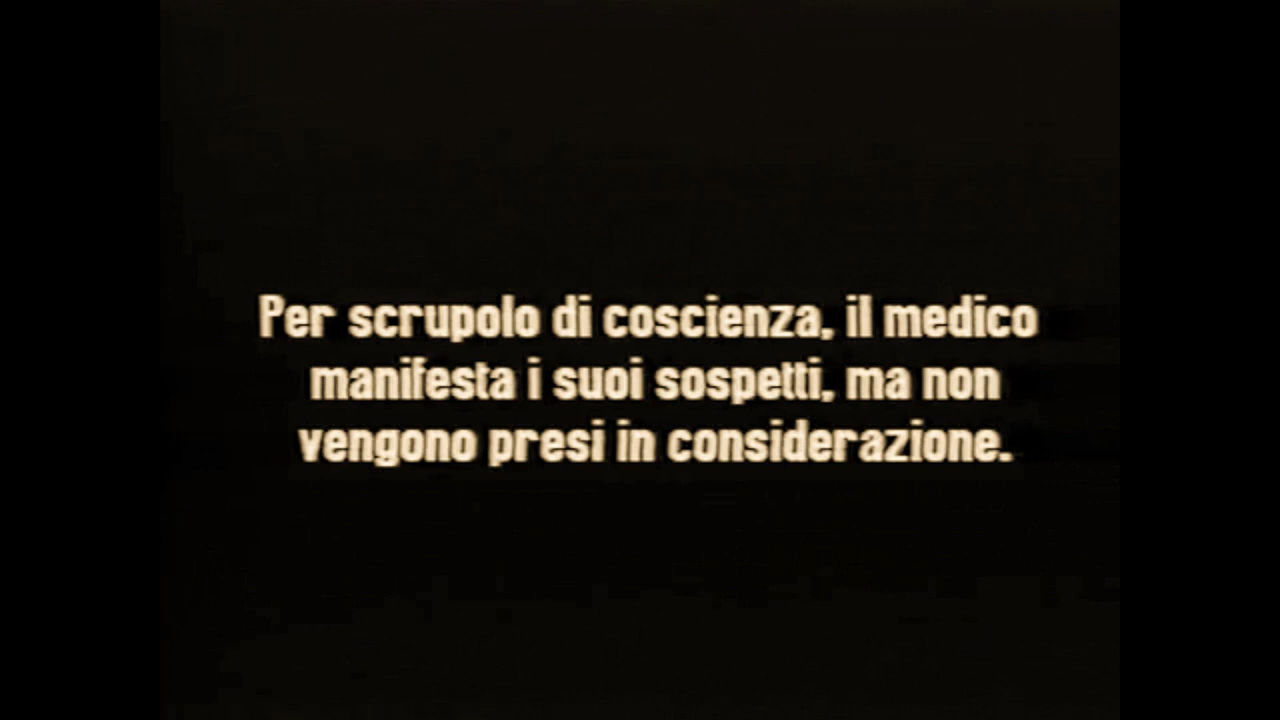 Per scrupolo di coscienza, il medico
manifesta i suoi sospetti, ma non
vengono presi in considerazione.